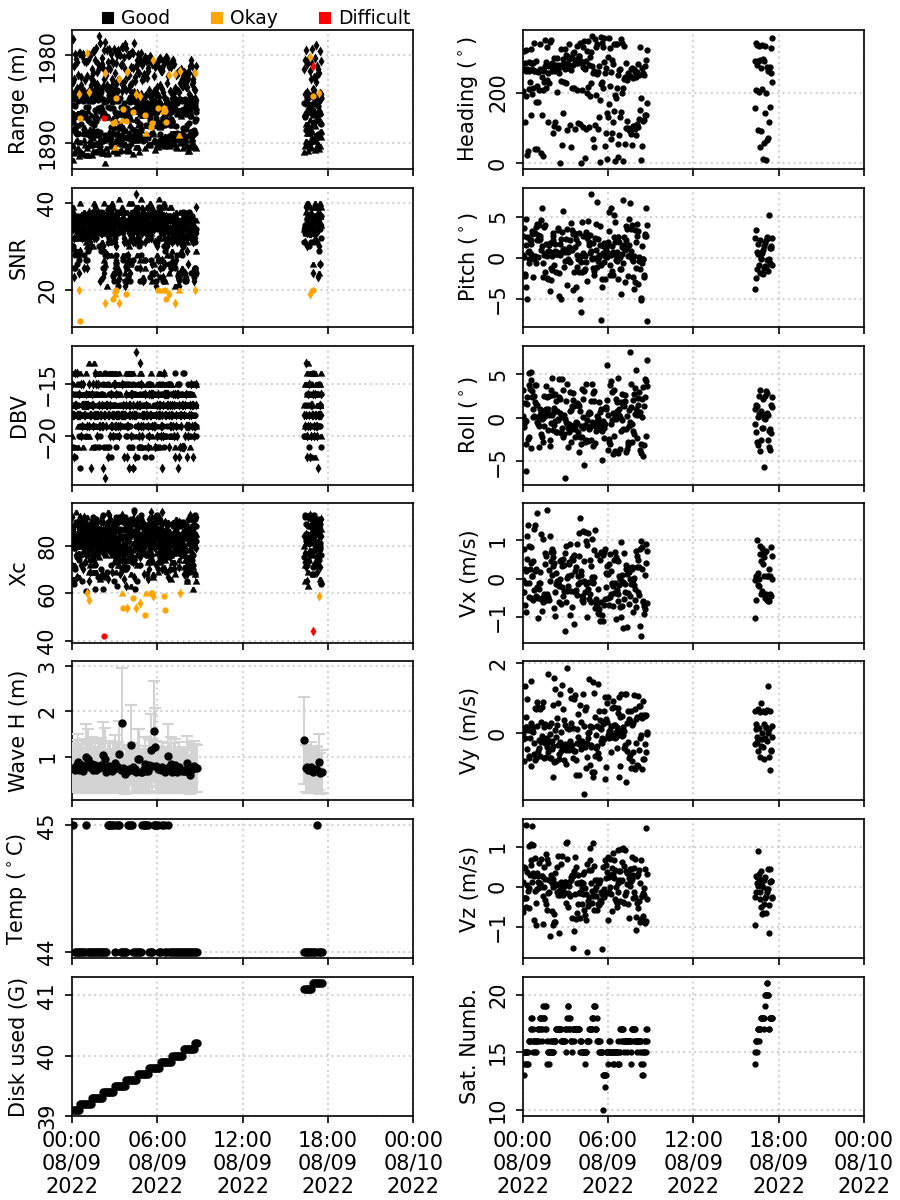 Good Okay Difficult
Range (m)
1980
1890
Heading (°)
200
0
SNR
40
20
Pitch (°)
5
0
−5
DBV
−15
−20
Roll (°)
5
0
−5
Xc
80
60
40
Vx (m/s)
1
0
−1
Wave H (m)
3
2
1
Vy (m/s)
2
0
Temp (°C)
45
44
Vz (m/s)
1
0
−1
Disk used (G)
41
40
39
Sat. Numb.
20
15
10
00:00 06:00 12:00 18:00 00:00 00:00 06:00 12:00 18:00 00:00
08/09 08/09 08/09 08/09 08/10 08/09 08/09 08/09 08/09 08/10
2022 2022 2022 2022 2022 2022 2022 2022 2022 2022